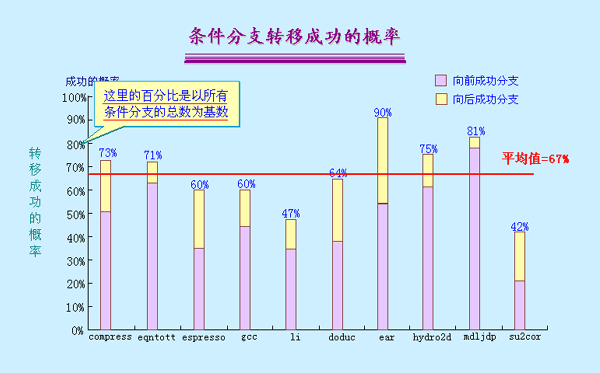 条件分支转移成功的概率
成功的概率
向前成功分支
向后成功分支
这里的百分比是以所有
条件分支的总数为基数
转移成功的概率
平均值=67%
100%
90%
80%
70%
60%
50%
40%
30%
20%
10%
0%
73%
71%
60%
60%
47%
64%
90%
75%
81%
42%
compress eqntott espresso gcc li doduc ear hydro2d mdljdp su2cor